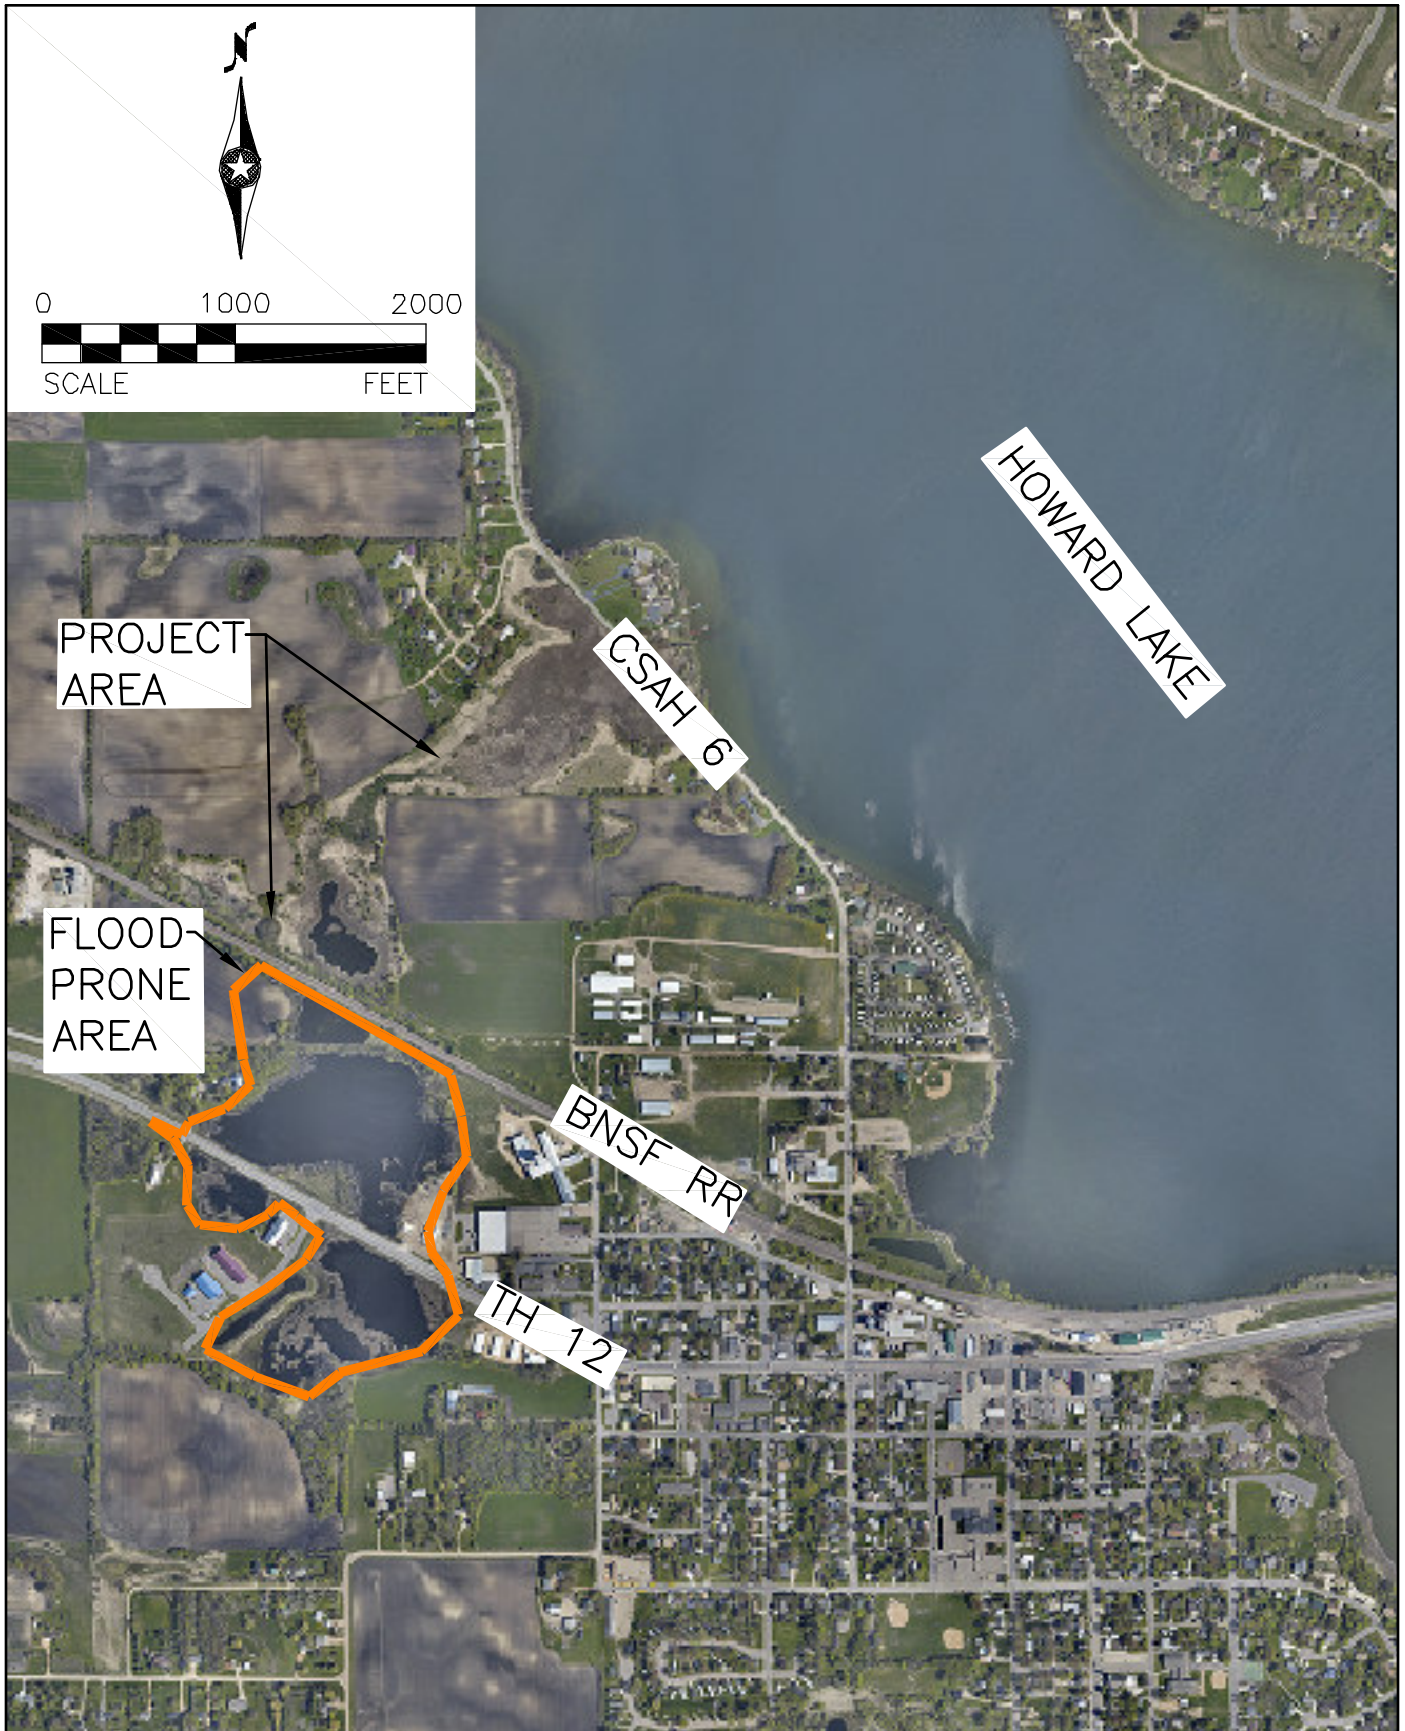 N
0 1000 2000
SCALE FEET
HOWARD LAKE
PROJECT
AREA
CSAH 6
FLOOD
PRONE
AREA
BNSF RR
TH 12